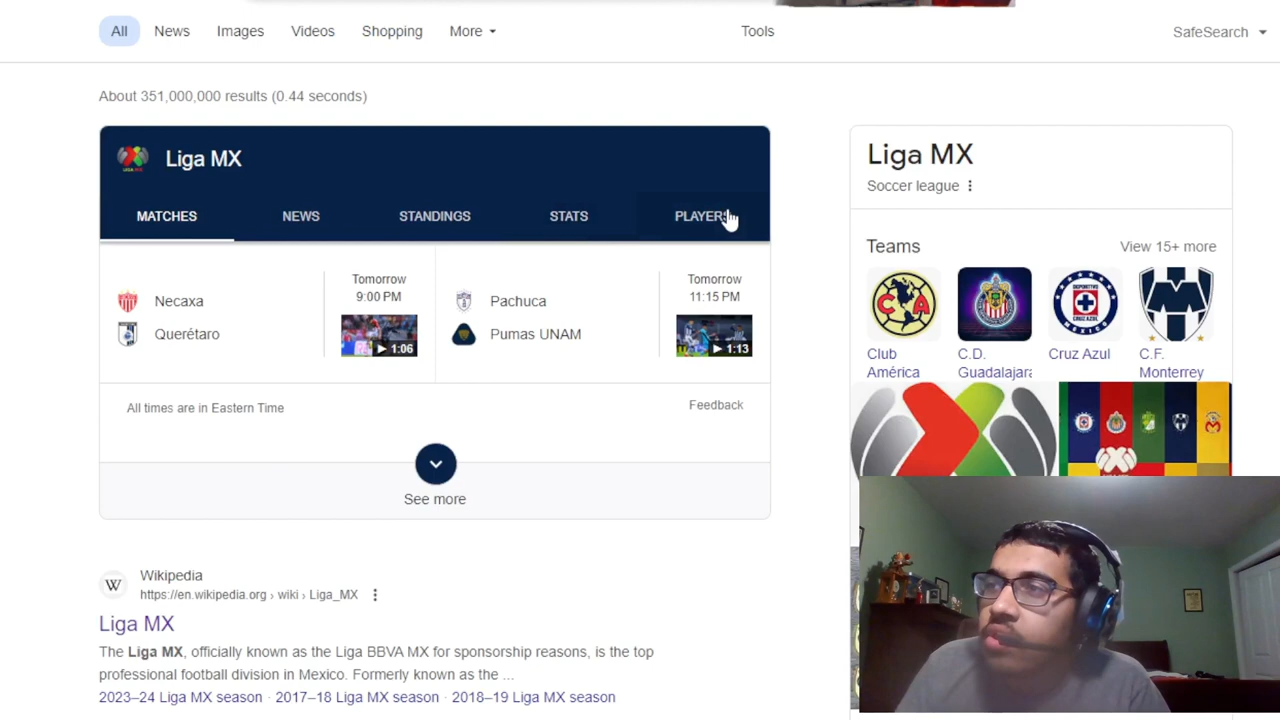 All News Images Videos Shopping More Tools SafeSearch
About 351,000,000 results (0.44 seconds)
Liga MX
MATCHES NEWS STANDINGS STATS PLAYERS
Necaxa
Querétaro
Tomorrow
9:00 PM
1:06
Pachuca
Pumas UNAM
Tomorrow
11:15 PM
1:13
All times are in Eastern Time Feedback
See more
Wikipedia
https://en.wikipedia.org › wiki › Liga_MX
Liga MX
The Liga MX, officially known as the Liga BBVA MX for sponsorship reasons, is the top
professional football division in Mexico. Formerly known as the ...
2023–24 Liga MX season · 2017–18 Liga MX season · 2018–19 Liga MX season
Liga MX
Soccer league
Teams View 15+ more
Club
América
C.D.
Guadalajara
Cruz Azul
C.F.
Monterrey